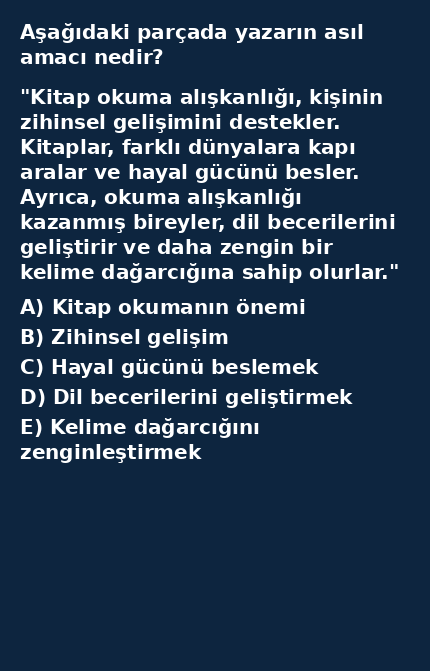 Aşağıdaki parçada yazarın asıl
amacı nedir?
"Kitap okuma alışkanlığı, kişinin
zihinsel gelişimini destekler.
Kitaplar, farklı dünyalara kapı
aralar ve hayal gücünü besler.
Ayrıca, okuma alışkanlığı
kazanmış bireyler, dil becerilerini
geliştirir ve daha zengin bir
kelime dağarcığına sahip olurlar."
A) Kitap okumanın önemi
B) Zihinsel gelişim
C) Hayal gücünü beslemek
D) Dil becerilerini geliştirmek
E) Kelime dağarcığını
zenginleştirmek